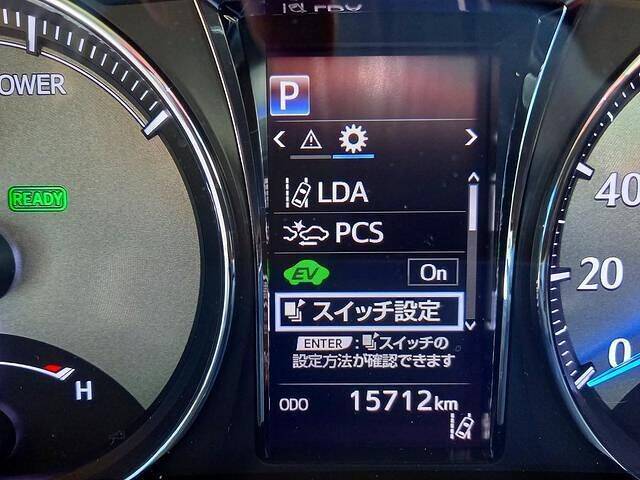 P
OWER
READY
LDA
PCS
EV On
スイッチ設定
ENTER:スイッチの
設定方法が確認できます
ODO 15712km
H
40
20
0